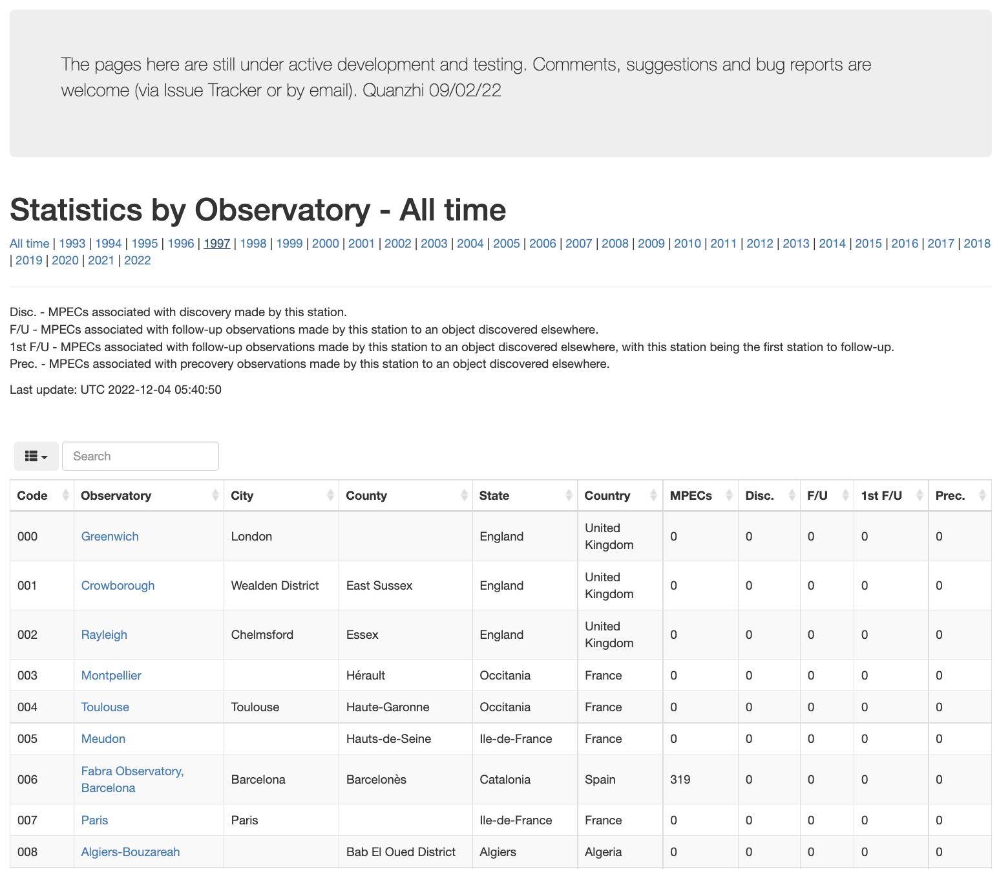 The pages here are still under active development and testing. Comments, suggestions and bug reports are
welcome (via Issue Tracker or by email). Quanzhi 09/02/22
Statistics by Observatory - All time
All time | 1993 | 1994 | 1995 | 1996 | 1997 | 1998 | 1999 | 2000 | 2001 | 2002 | 2003 | 2004 | 2005 | 2006 | 2007 | 2008 | 2009 | 2010 | 2011 | 2012 | 2013 | 2014 | 2015 | 2016 | 2017 | 2018
| 2019 | 2020 | 2021 | 2022
Disc. - MPECs associated with discovery made by this station.
F/U - MPECs associated with follow-up observations made by this station to an object discovered elsewhere.
1st F/U - MPECs associated with follow-up observations made by this station to an object discovered elsewhere, with this station being the first station to follow-up.
Prec. - MPECs associated with precovery observations made by this station to an object discovered elsewhere.
Last update: UTC 2022-12-04 05:40:50
Search
Code Observatory City County State Country MPECs Disc. F/U 1st F/U Prec.
000 Greenwich London England United Kingdom 0 0 0 0 0
001 Crowborough Wealden District East Sussex England United Kingdom 0 0 0 0 0
002 Rayleigh Chelmsford Essex England United Kingdom 0 0 0 0 0
003 Montpellier Hérault Occitania France 0 0 0 0 0
004 Toulouse Toulouse Haute-Garonne Occitania France 0 0 0 0 0
005 Meudon Hauts-de-Seine Ile-de-France France 0 0 0 0 0
006 Fabra Observatory, Barcelona Barcelona Barcelonès Catalonia Spain 319 0 0 0 0
007 Paris Paris Ile-de-France France 0 0 0 0 0
008 Algiers-Bouzareah Bab El Oued District Algiers Algeria 0 0 0 0 0